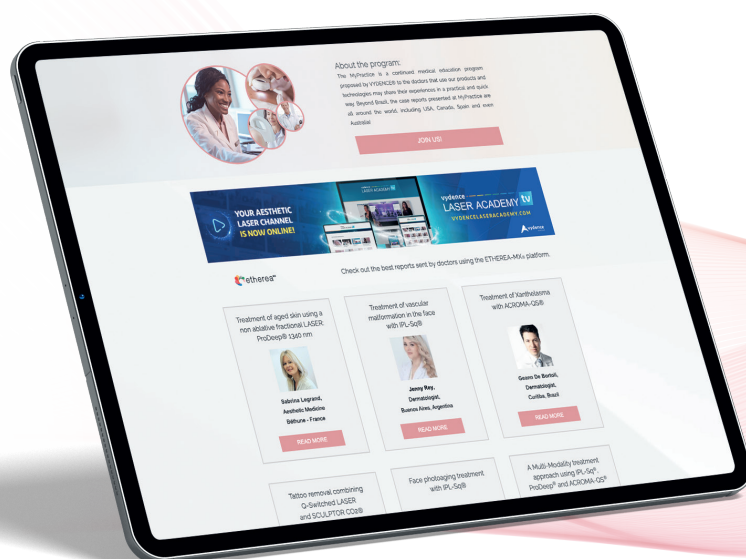 About the program:
The MyPractice is a continued medical education program
proposed by VYDENCE® to the doctors that use our products and
technologies may share their experiences in a practical and quick
way. Beyond Brazil, the case reports presented at MyPractice are
all around the world, including USA, Canada, Spain and even
Australia!
JOIN US!
YOUR AESTHETIC
LASER CHANNEL
IS NOW ONLINE!
LASER ACADEMY
vydence
LASER ACADEMY tv
VYDENCELASERACADEMY.COM
vydence
etherea
Check out the best reports sent by doctors using the ETHEREA-MX® platform.
Treatment of aged skin using a
non ablative fractional LASER:
ProDeep® 1340 nm
Sabrina Legrand,
Aesthetic Medicine
Béthune - France
READ MORE
Treatment of vascular
malformation in the face
with IPL-Sq®
Jenny Rey,
Dermatologist,
Buenos Aires, Argentina
READ MORE
Treatment of Xanthelasma
with ACROMA-QS®
Geano De Bortoli,
Dermatologist,
Curitiba, Brazil
READ MORE
Tattoo removal combining
Q-Switched LASER
and SCULPTOR CO2®
Face photoaging treatment
with IPL-Sq®
A Multi-Modality treatment
approach using IPL-Sq®,
ProDeep® and ACROMA-QS®